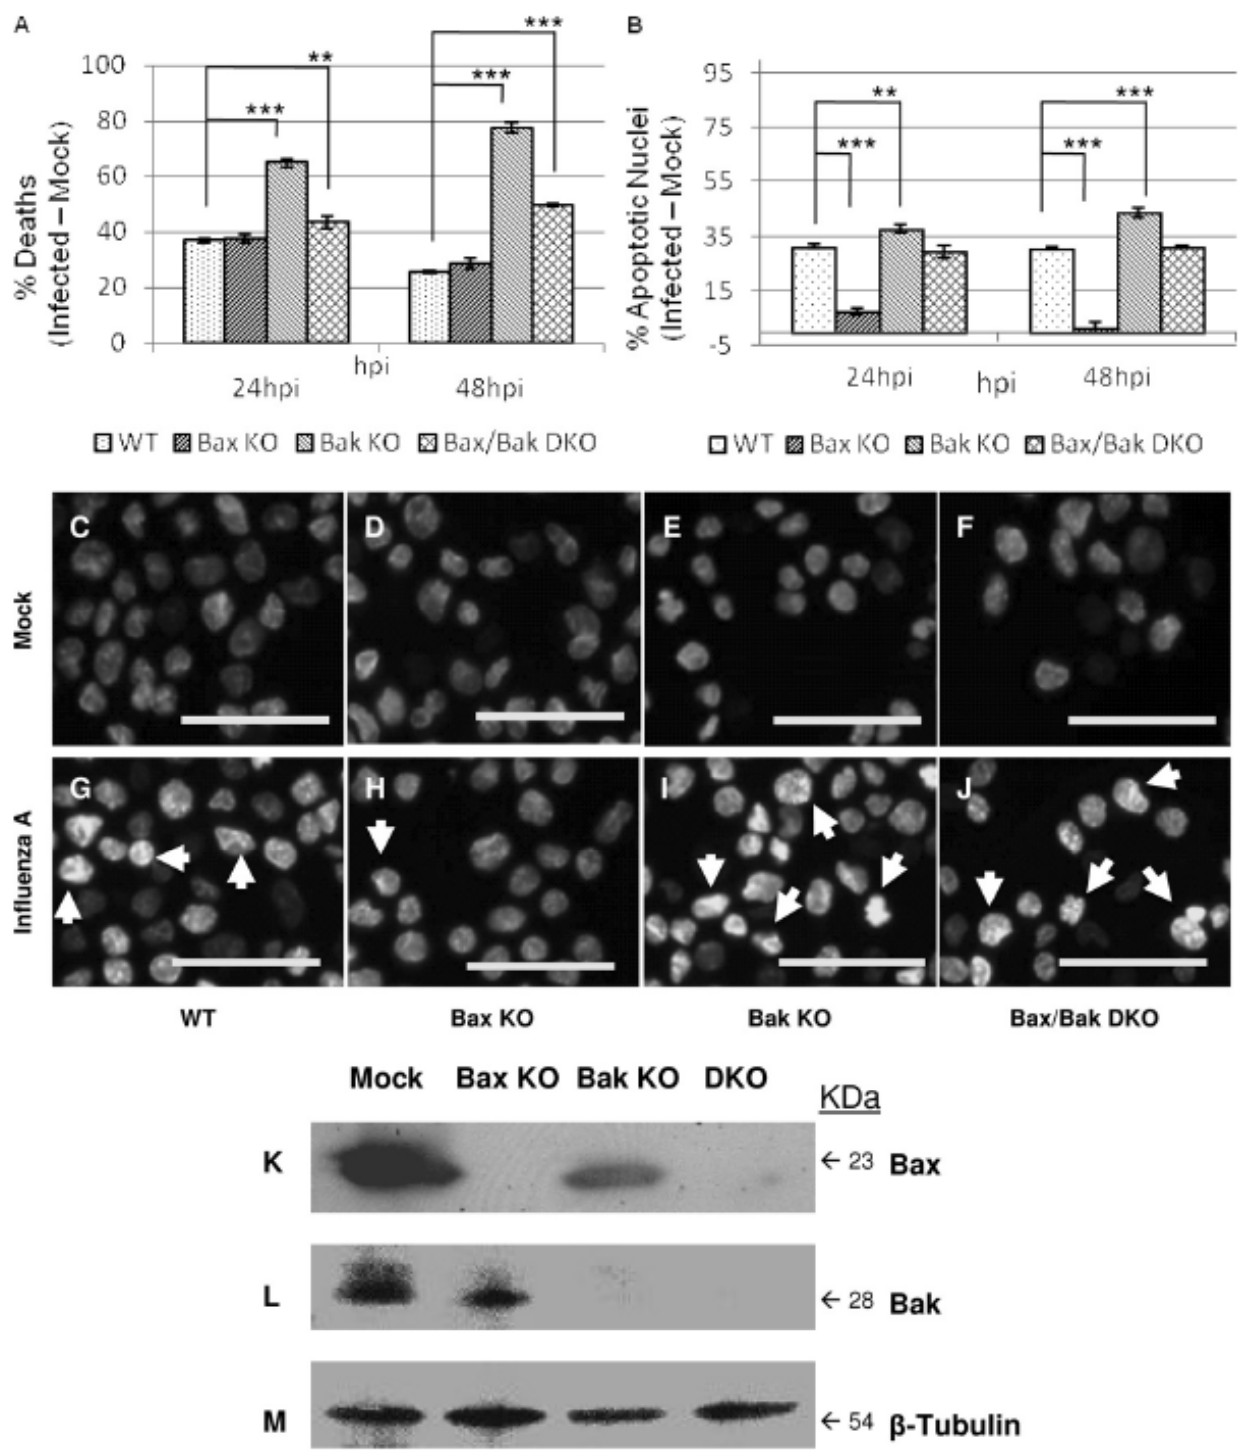 A
% Deaths
(Infected – Mock)
100
80
60
40
20
0
**
***
***
***
hpi
24hpi
48hpi
WT Bax KO Bak KO Bax/Bak DKO
B
% Apoptotic Nuclei
(Infected – Mock)
95
75
55
35
15
-5
**
***
***
***
24hpi
hpi
48hpi
WT Bax KO Bak KO Bax/Bak DKO
Mock
C D E F
Influenza A
G H I J
WT Bax KO Bak KO Bax/Bak DKO
Mock Bax KO Bak KO DKO
KDa
K ← 23 Bax
L ← 28 Bak
M ← 54 β-Tubulin